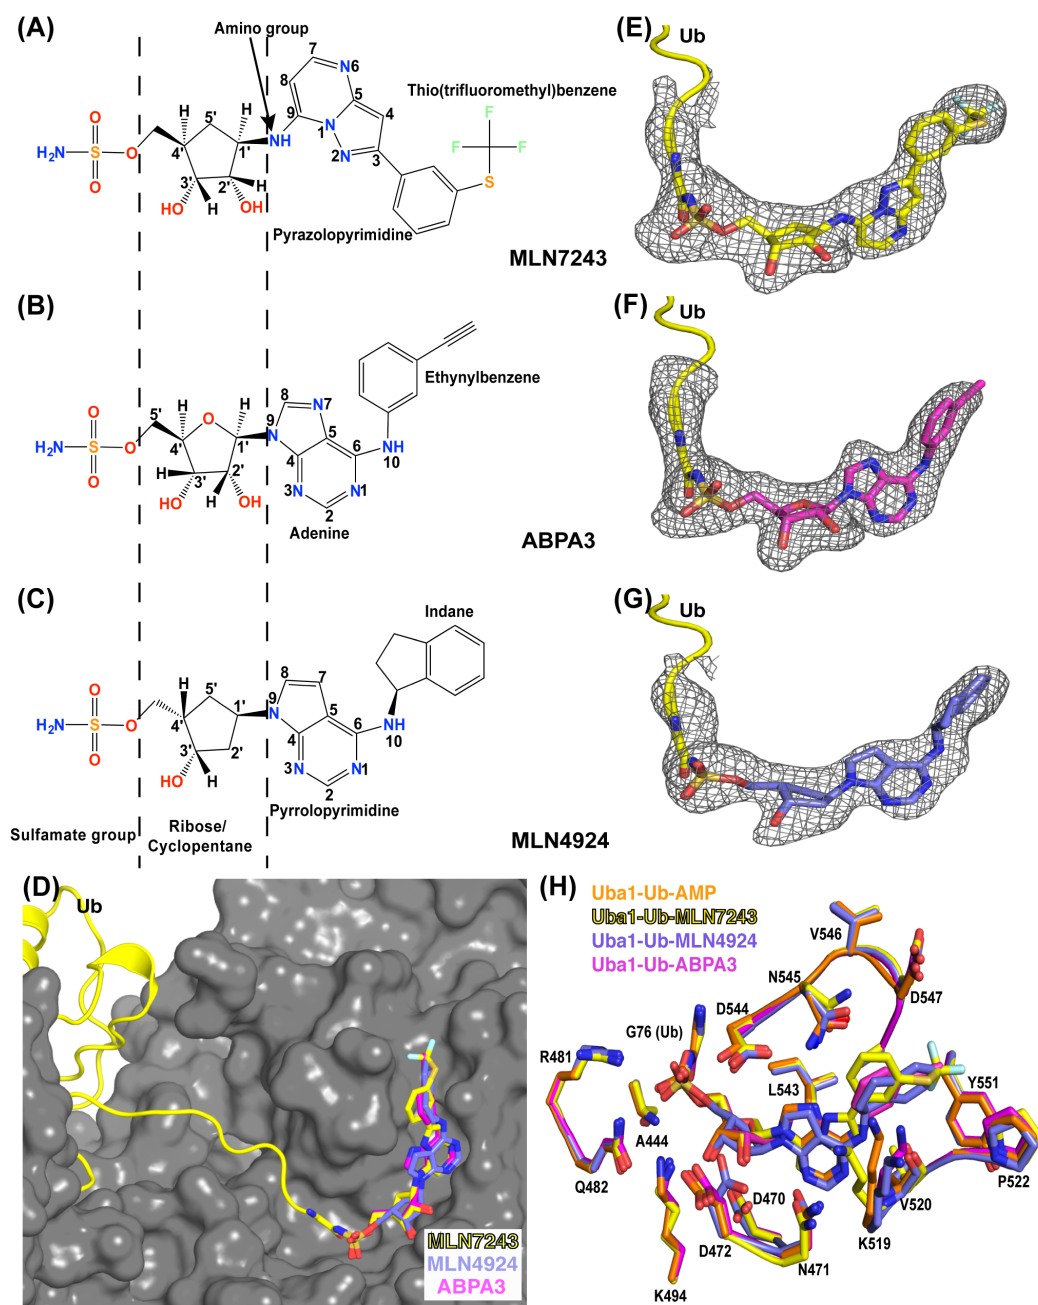 (A)
Amino group
7
8
N6
5
9
4
Thio(trifluoromethyl)benzene
F
F
F
S
O
H2N
S
O
O
H
5'
H
4'
1'
NH
1
N
2
N
3
3'
2'
H
H
HO
OH
Pyrazolopyrimidine
MLN7243
(B)
Ethynylbenzene
5'
H
O
H
8
N7
9
N
5
O
H2N
S
O
O
4'
1'
4
6
NH
10
H
3'
2'
3N
N1
HO
H
OH
2
Adenine
ABPA3
(C)
Indane
H
5'
8
7
9
N
1'
5
O
H2N
S
O
O
4'
4
6
NH
10
3'
2'
3N
N1
HO
H
2
Pyrrolopyrimidine
Sulfamate group
Ribose/
Cyclopentane
MLN4924
(E)
Ub
(F)
Ub
(G)
Ub
(D)
Ub
MLN7243
MLN4924
ABPA3
(H)
Uba1-Ub-AMP
Uba1-Ub-MLN7243
Uba1-Ub-MLN4924
Uba1-Ub-ABPA3
V546
N545
D547
D544
G76 (Ub)
R481
L543
Y551
A444
Q482
D470
P522
V520
D472
K519
N471
K494